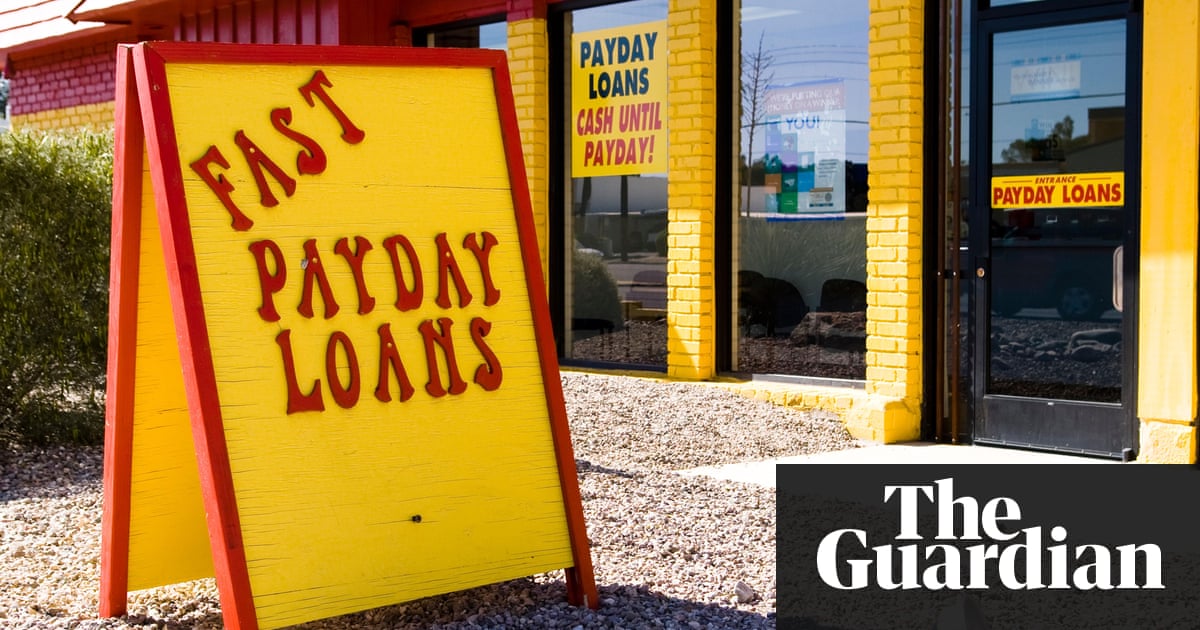 FAST
PAYDAY
LOANS
PAYDAY
LOANS
CASH UNTIL
PAYDAY!
YOU!
ENTRANCE
PAYDAY LOANS
The
Guardian